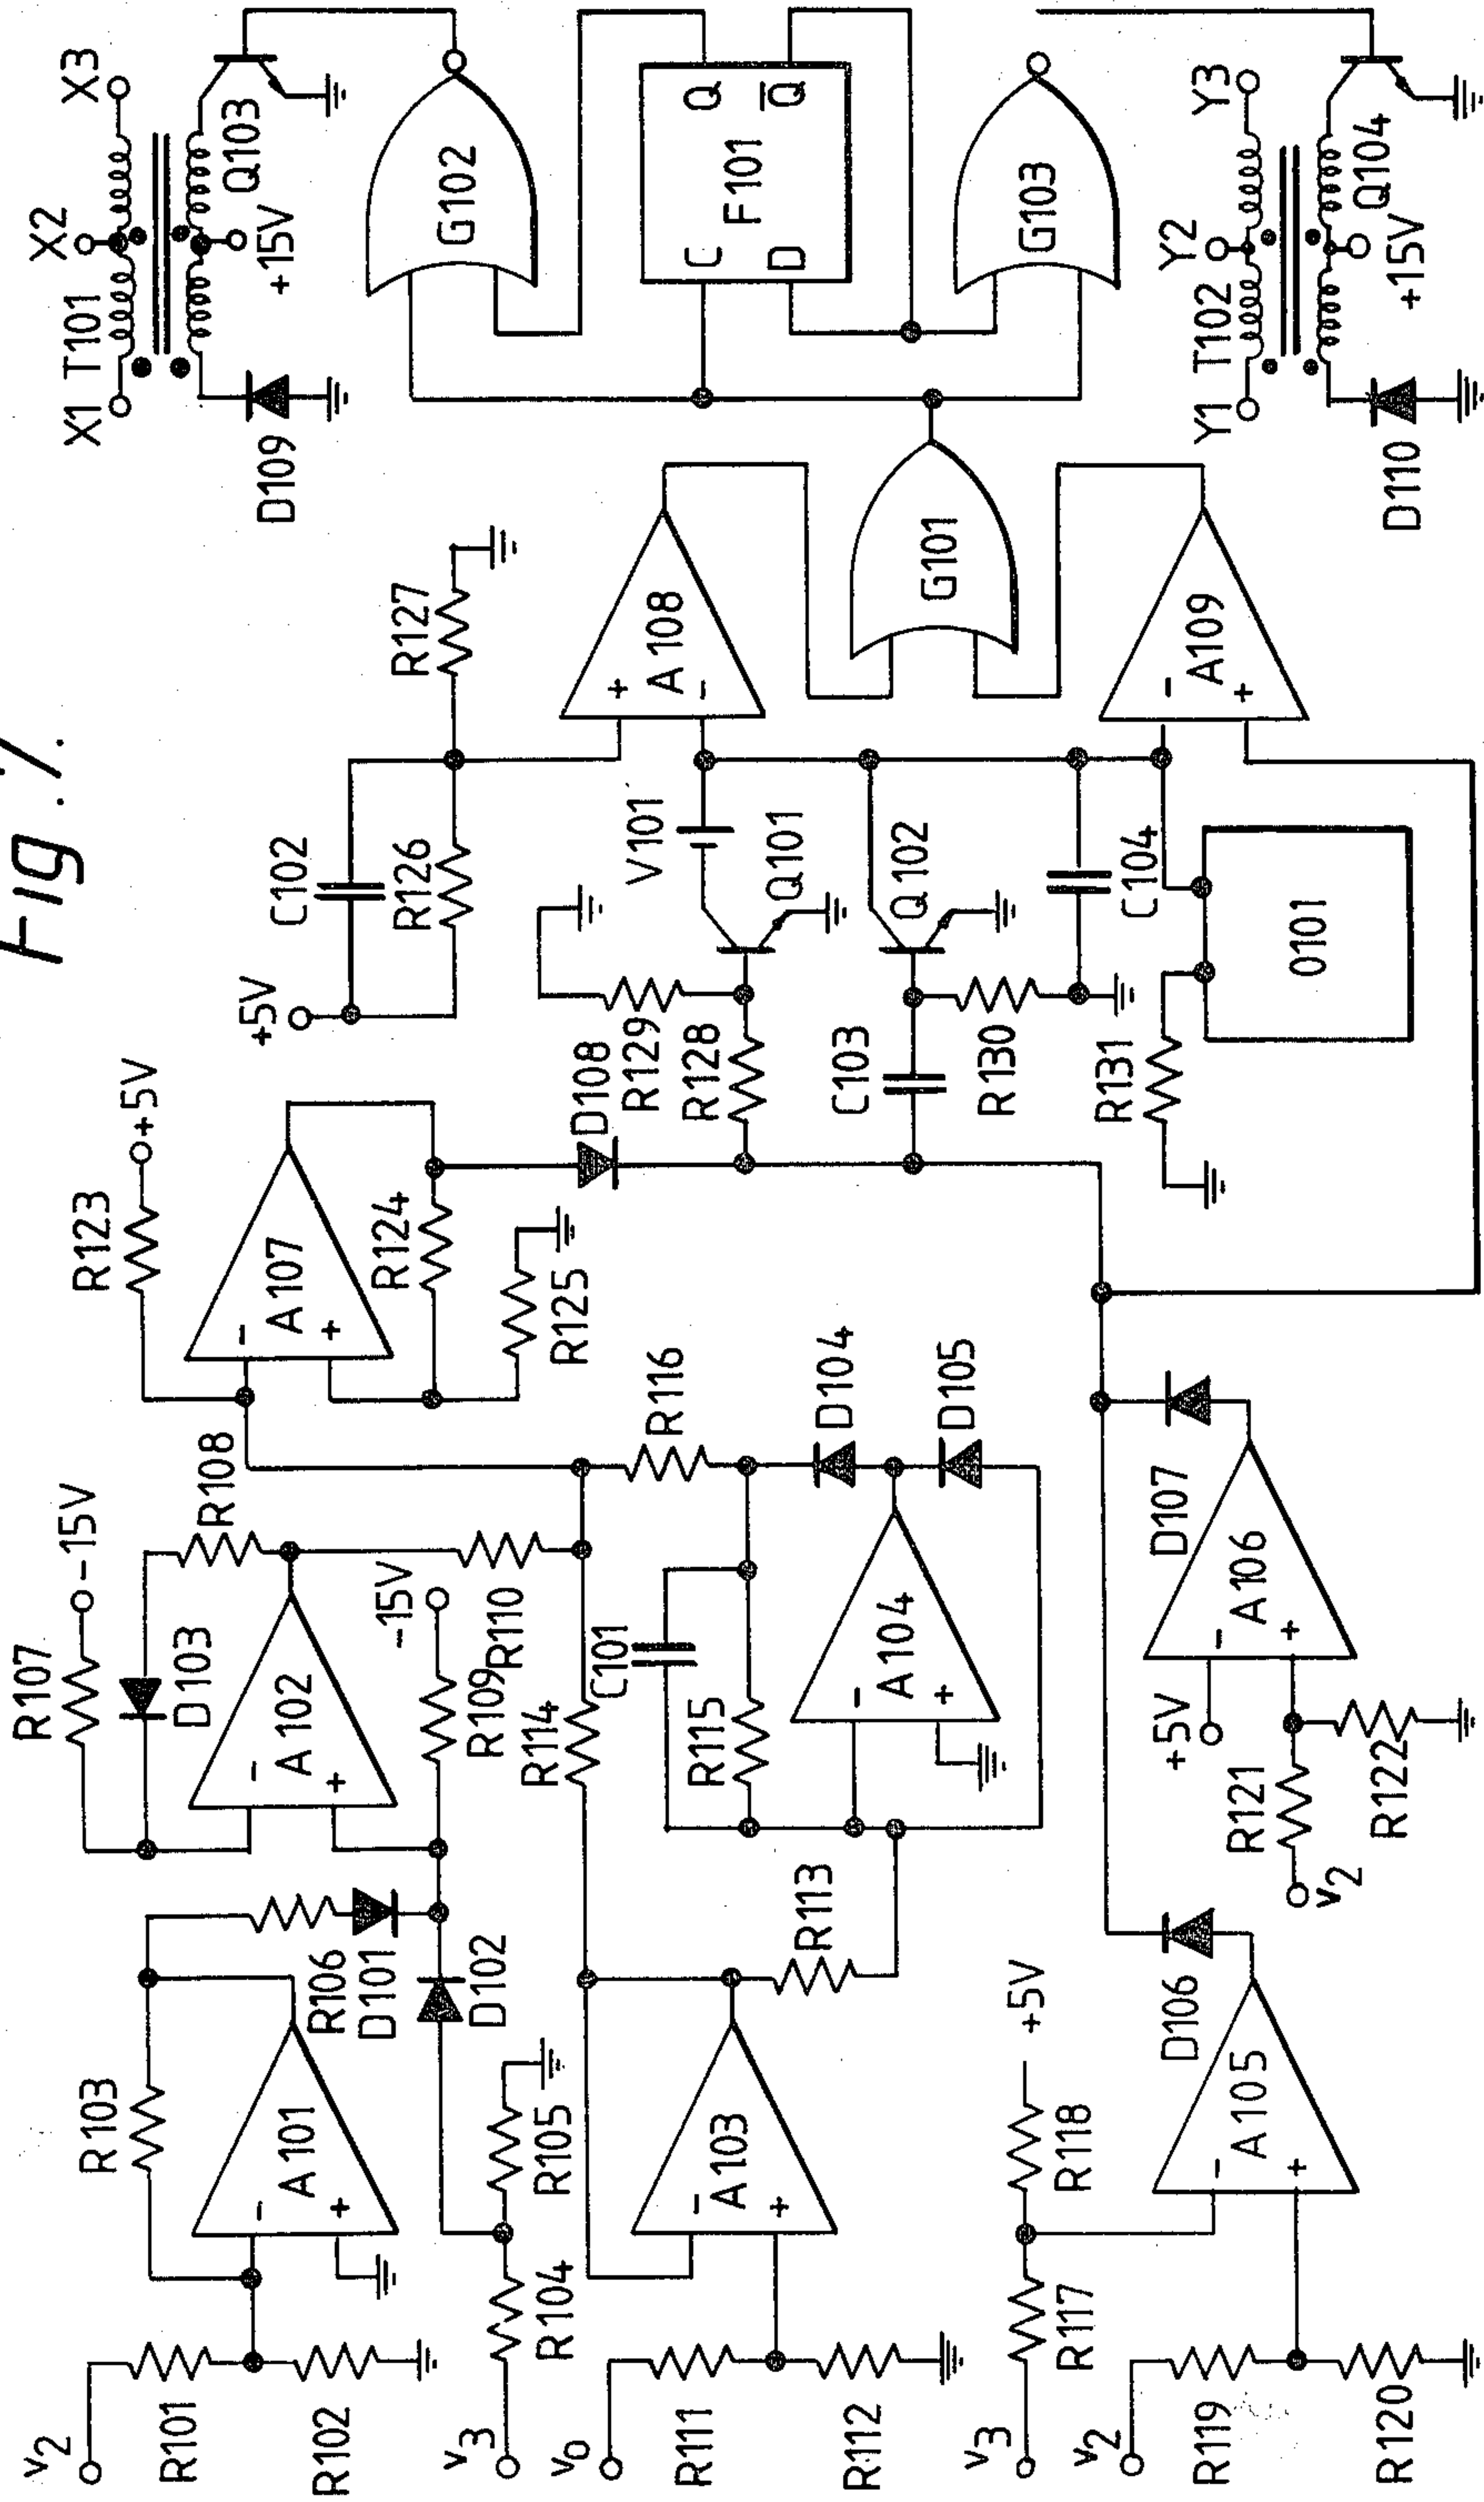 Fig. 7.
X1
T101
X2
X3
+15V
Q103
D109
G102
C
Q
D
Q̅
F101
G103
Y1
T102
Y2
Y3
+15V
Q104
D110
R127
+
A108
−
G101
−
A109
+
C102
R126
+5V
V101
Q101
Q102
C104
0101
R129
R128
C103
R130
R131
D108
+5V
R123
−
A107
+
R124
R125
R116
D104
D105
D107
−15V
R107
R108
D103
−
A102
+
−15V
R109
R110
R114
C101
R115
−
A104
+
−
A106
+
+5V
R121
R122
v2
R113
R106
D101
D102
R103
−
A101
+
R105
R104
−
A103
+
+5V
R118
R117
D106
−
A105
+
v2
R101
R102
v3
v0
R111
R112
v3
v2
R119
R120